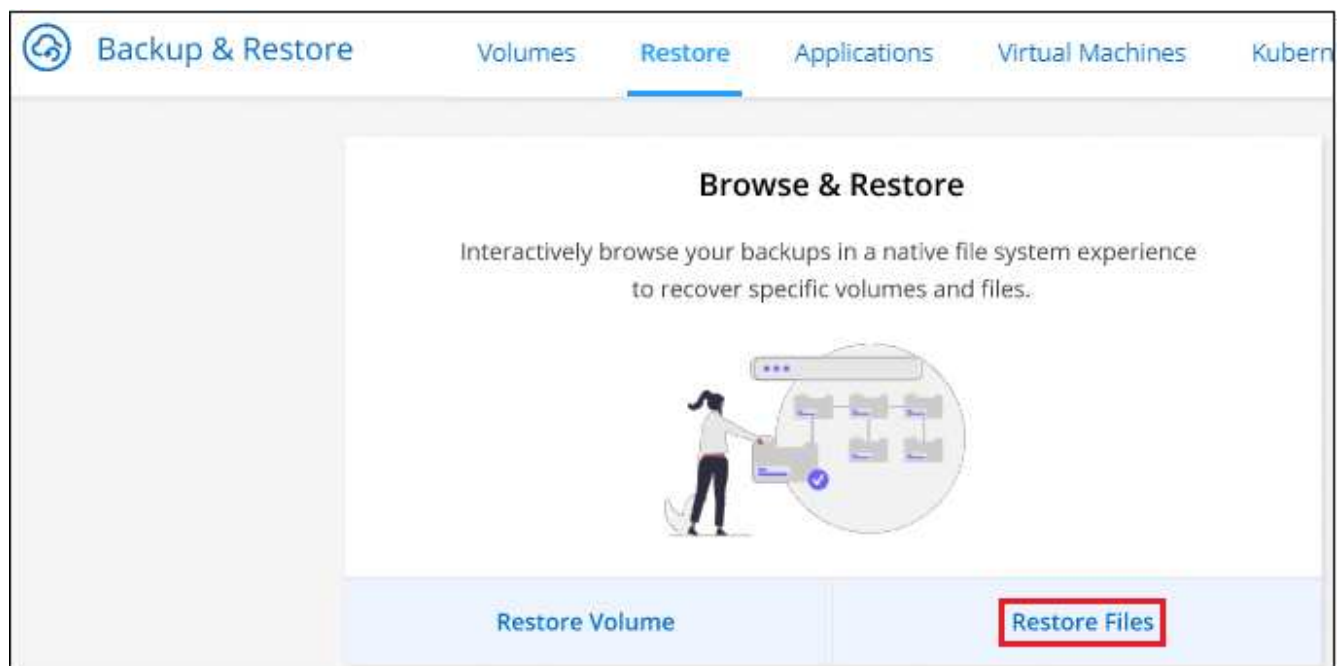 Backup & Restore Volumes Restore Applications Virtual Machines Kubern
Browse & Restore
Interactively browse your backups in a native file system experience
to recover specific volumes and files.
Restore Volume Restore Files